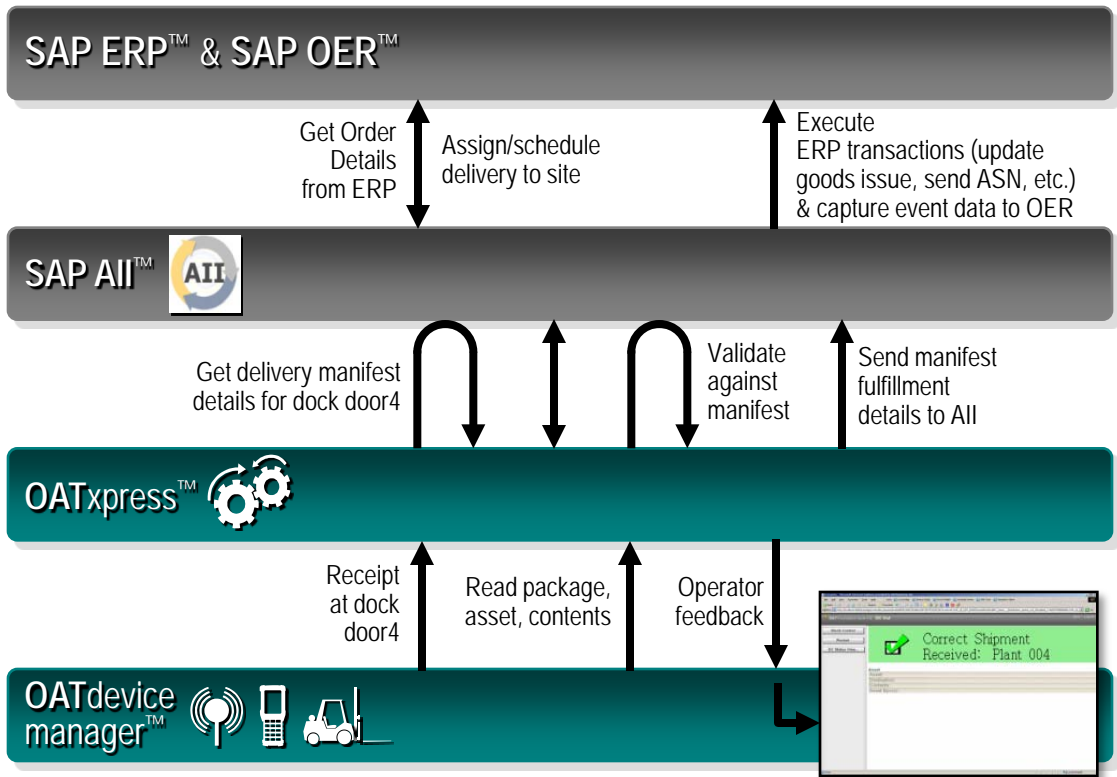 SAP ERP™ & SAP OER™
Get Order
Details
from ERP
Assign/schedule
delivery to site
Execute
ERP transactions (update
goods issue, send ASN, etc.)
& capture event data to OER
SAP AII™
AII
Get delivery manifest
details for dock door4
Validate
against
manifest
Send manifest
fulfillment
details to AII
OATxpress™
Receipt
at dock
door4
Read package,
asset, contents
Operator
feedback
Correct Shipment
Received: Plant 004
OATdevice
manager™